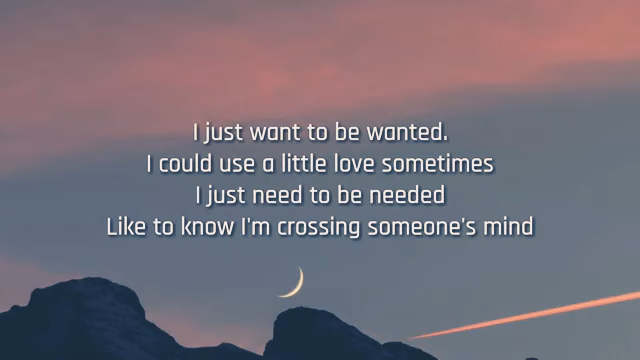 I just want to be wanted.
I could use a little love sometimes
I just need to be needed
Like to know I'm crossing someone's mind